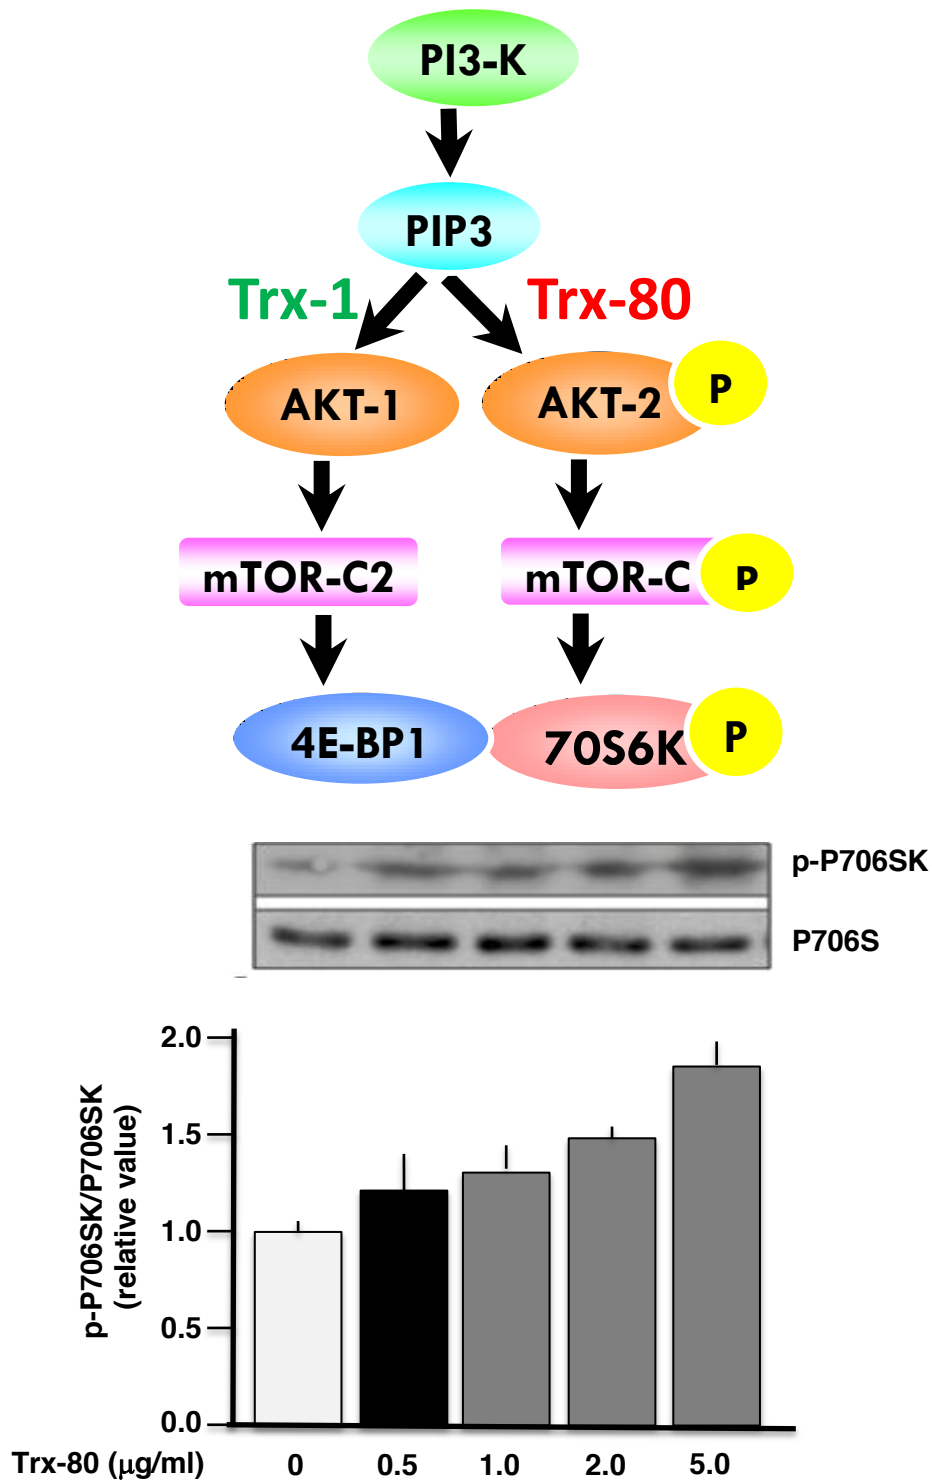 PI3-K
PIP3
Trx-1 Trx-80
AKT-1 AKT-2 P
mTOR-C2 mTOR-C P
4E-BP1 70S6K P
p-P706SK
P706S
p-P706SK/P706SK
(relative value)
2.0
1.5
1.0
0.5
0.0
Trx-80 (μg/ml) 0 0.5 1.0 2.0 5.0